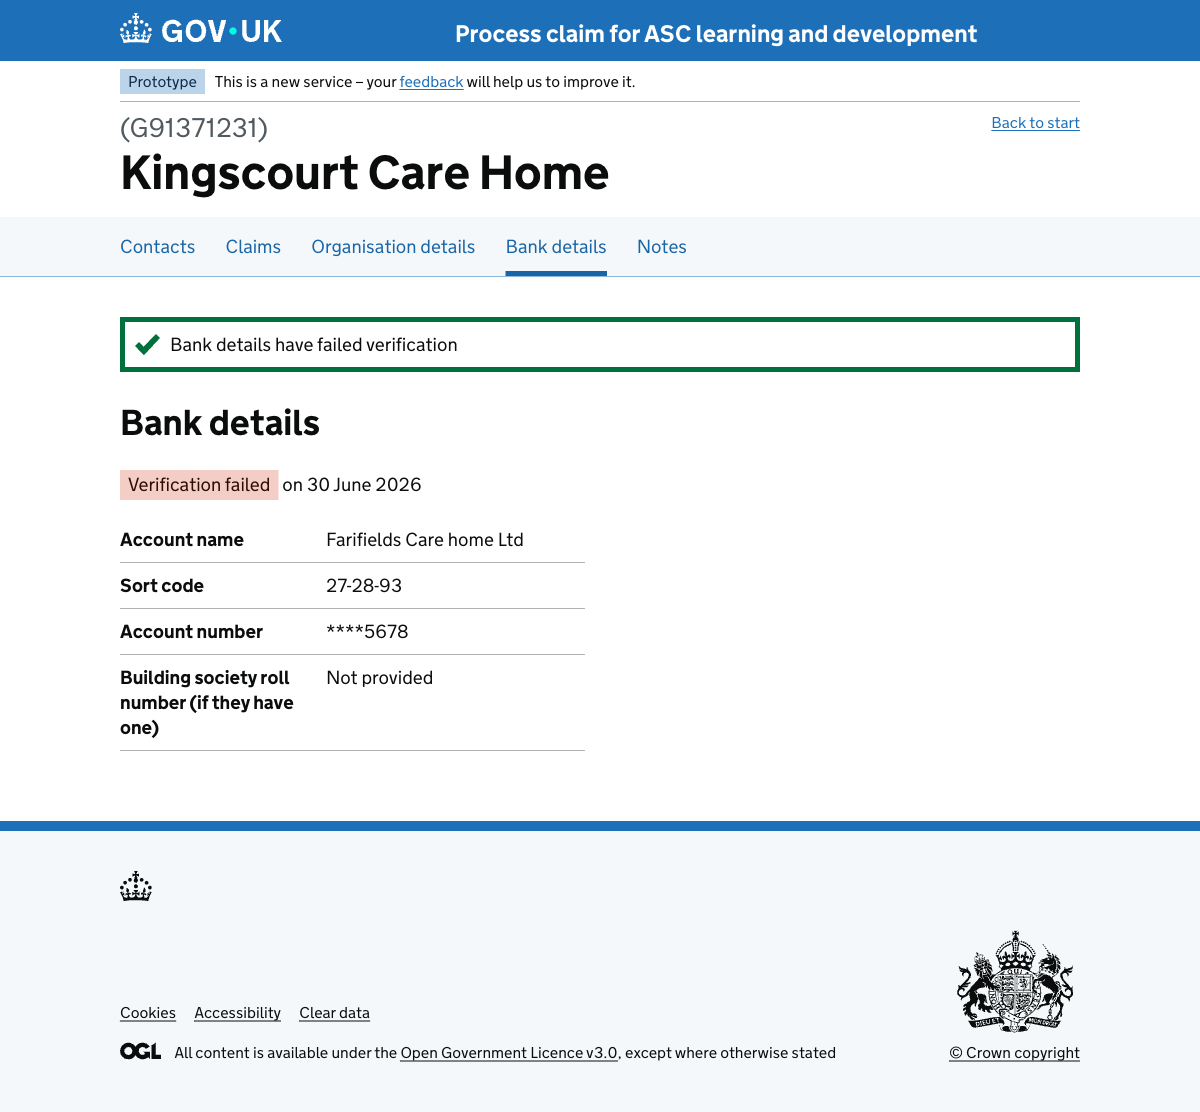 GOV·UK
Process claim for ASC learning and development
Prototype This is a new service – your feedback will help us to improve it.
(G91371231)
Back to start
Kingscourt Care Home
Contacts Claims Organisation details Bank details Notes
Bank details have failed verification
Bank details
Verification failed on 30 June 2026
Account name Farifields Care home Ltd
Sort code 27-28-93
Account number ****5678
Building society roll Not provided
number (if they have
one)
Cookies Accessibility Clear data
OGL All content is available under the Open Government Licence v3.0, except where otherwise stated
© Crown copyright